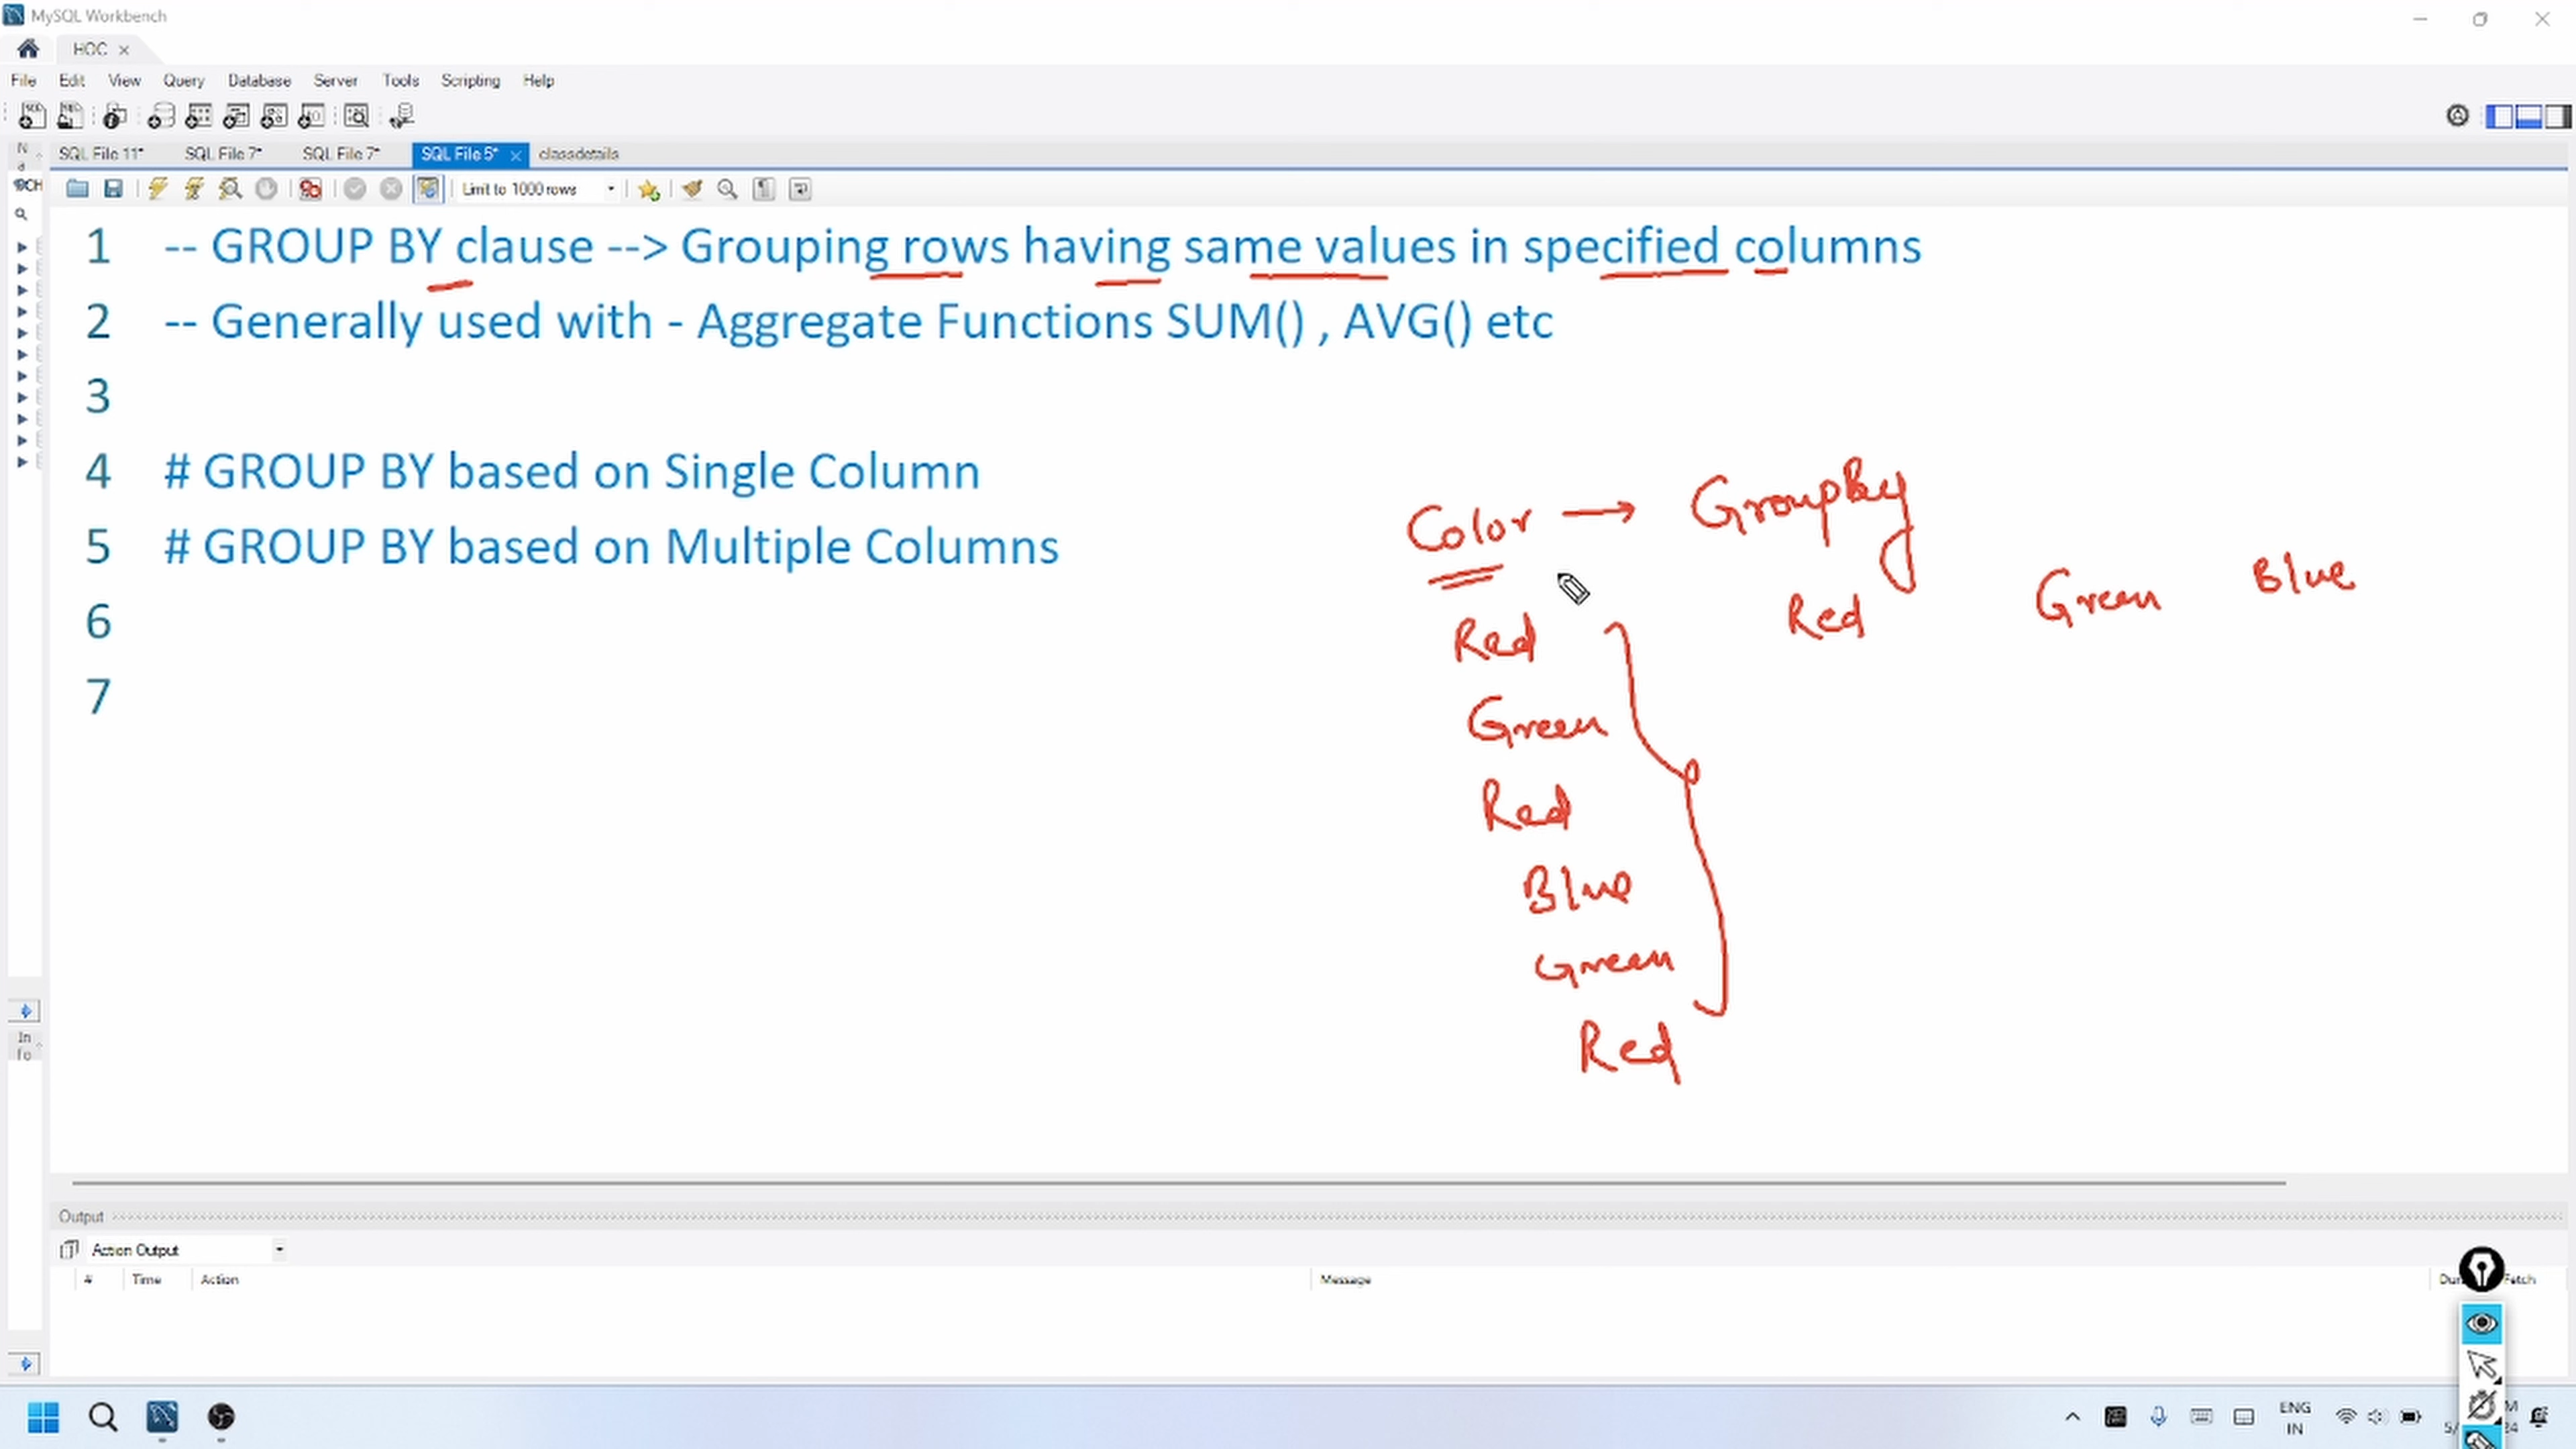 MySQL Workbench
HOC
File Edit View Query Database Server Tools Scripting Help
SQL File 11* SQL File 7* SQL File 7* SQL File 5* classdetails
Limit to 1000 rows
1 -- GROUP BY clause --> Grouping rows having same values in specified columns
2 -- Generally used with - Aggregate Functions SUM() , AVG() etc
3
4 # GROUP BY based on Single Column
5 # GROUP BY based on Multiple Columns
6
7
Color → GroupBy
Red Green Blue
Red
Green
Red
Blue
Green
Red
Output
Action Output
# Time Action Message Fetch
ENG
IN